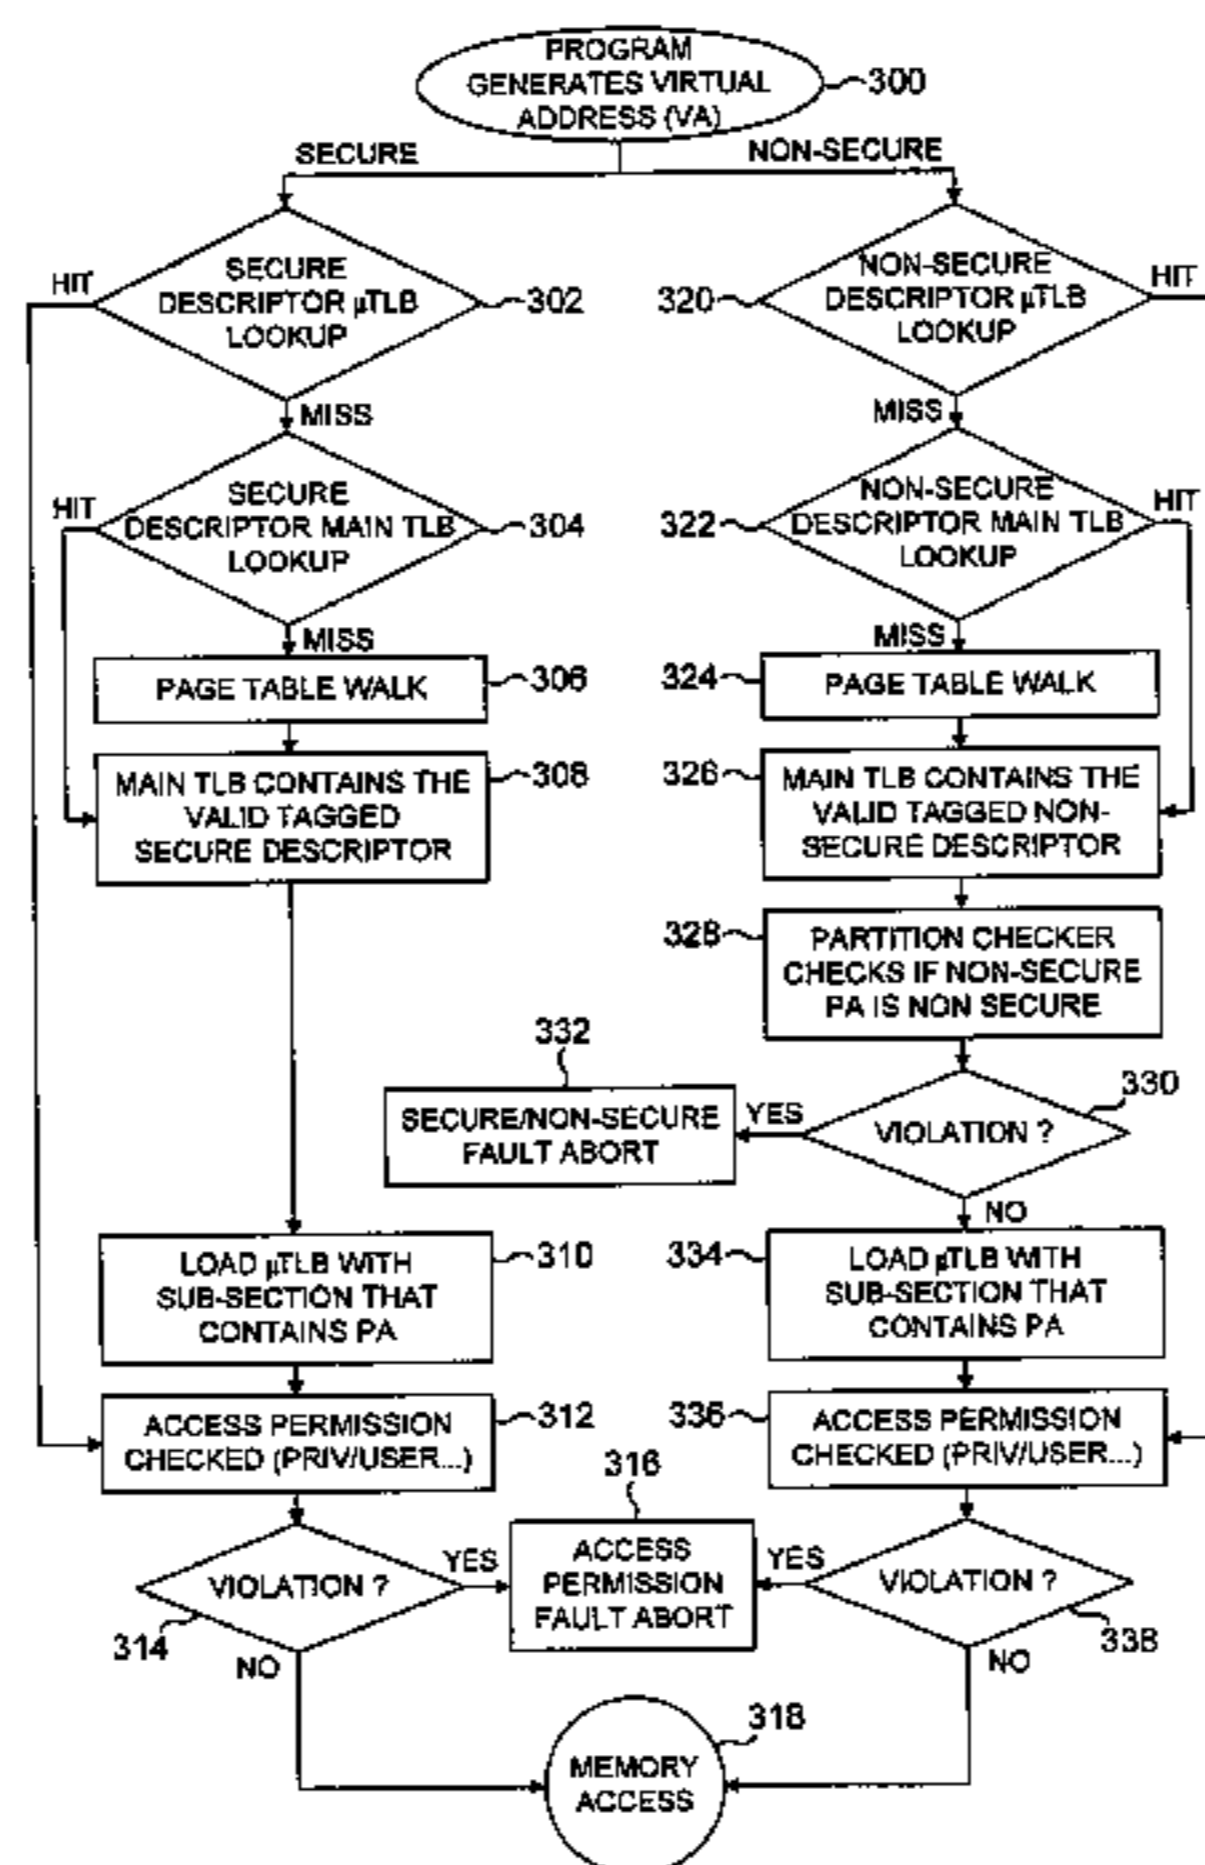 PROGRAM
GENERATES VIRTUAL
ADDRESS (VA)
300
SECURE
NON-SECURE
HIT
SECURE
DESCRIPTOR µTLB
LOOKUP
302
320
NON-SECURE
DESCRIPTOR µTLB
LOOKUP
HIT
MISS
MISS
HIT
SECURE
DESCRIPTOR MAIN TLB
LOOKUP
304
322
NON-SECURE
DESCRIPTOR MAIN TLB
LOOKUP
HIT
MISS
MISS
PAGE TABLE WALK
306
324
PAGE TABLE WALK
MAIN TLB CONTAINS THE
VALID TAGGED
SECURE DESCRIPTOR
308
326
MAIN TLB CONTAINS THE
VALID TAGGED NON-
SECURE DESCRIPTOR
328
PARTITION CHECKER
CHECKS IF NON-SECURE
PA IS NON SECURE
332
SECURE/NON-SECURE
FAULT ABORT
YES
VIOLATION ?
330
NO
LOAD µTLB WITH
SUB-SECTION THAT
CONTAINS PA
310
334
LOAD µTLB WITH
SUB-SECTION THAT
CONTAINS PA
ACCESS PERMISSION
CHECKED (PRIV/USER...)
312
336
ACCESS PERMISSION
CHECKED (PRIV/USER...)
316
VIOLATION ?
314
YES
ACCESS
PERMISSION
FAULT ABORT
YES
VIOLATION ?
338
NO
NO
318
MEMORY
ACCESS